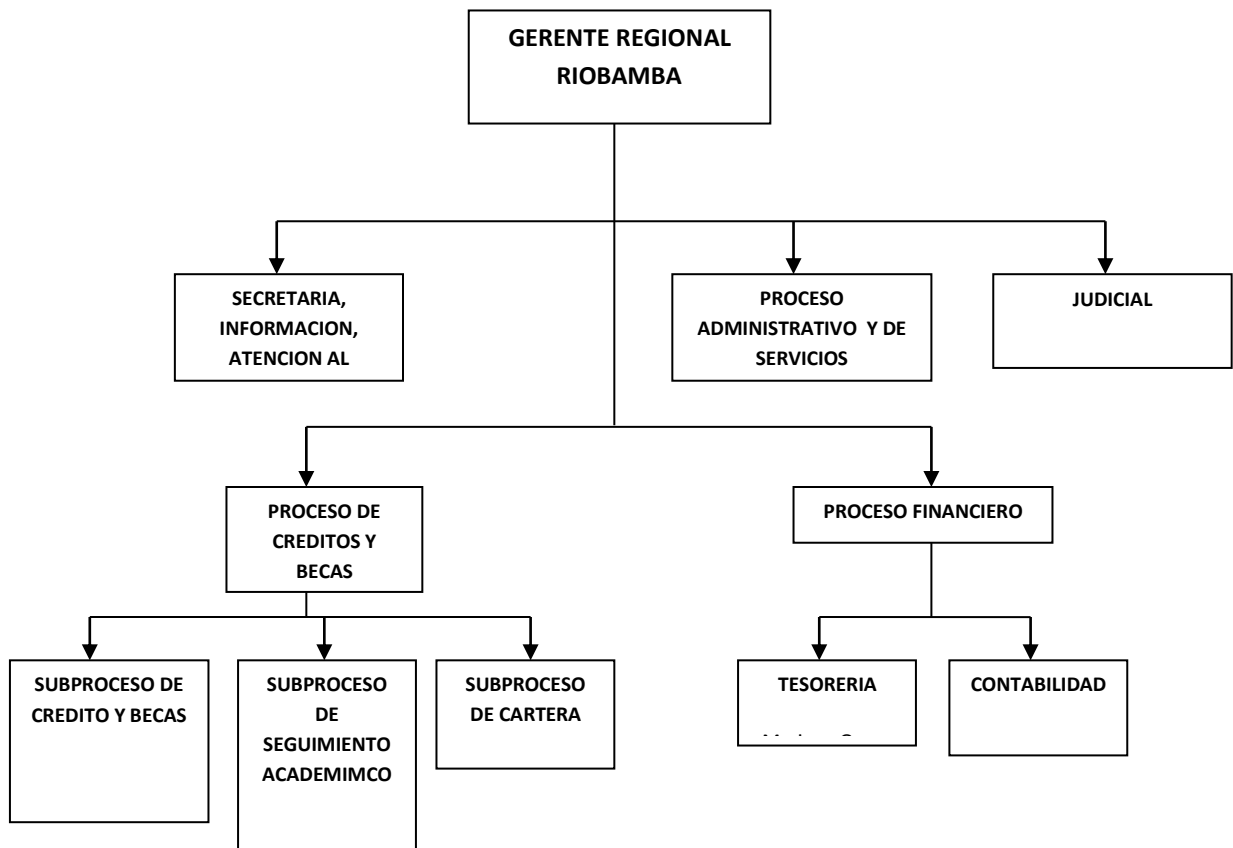 GERENTE REGIONAL
RIOBAMBA
SECRETARIA,
INFORMACION,
ATENCION AL
PROCESO
ADMINISTRATIVO Y DE
SERVICIOS
JUDICIAL
PROCESO DE
CREDITOS Y
BECAS
PROCESO FINANCIERO
SUBPROCESO DE
CREDITO Y BECAS
SUBPROCESO
DE
SEGUIMIENTO
ACADEMIMCO
SUBPROCESO
DE CARTERA
TESORERIA
CONTABILIDAD